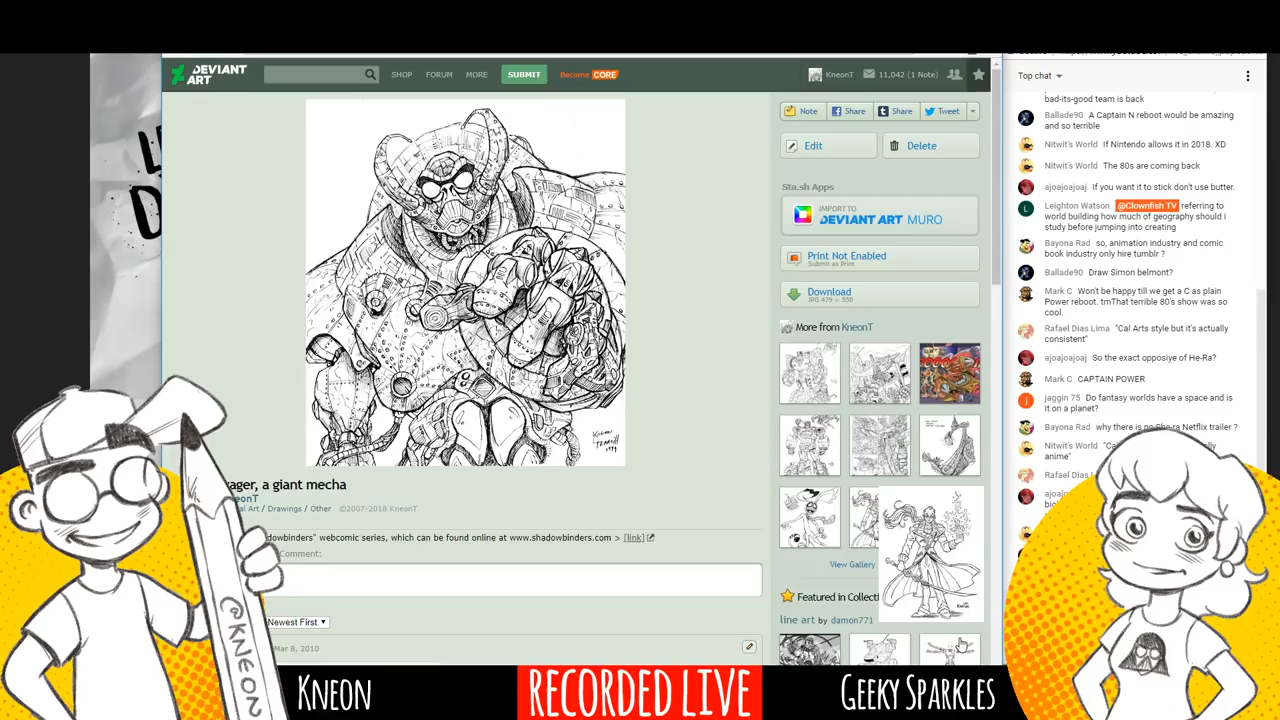 DEVIANT ART
SHOP
FORUM
MORE
SUBMIT
Become CORE
KneonT
11,042 (1 Note)
Note
Share
Share
Tweet
Edit
Delete
Sta.sh Apps
IMPORT TO
DEVIANT ART MURO
Print Not Enabled
Submit as Print
Download
JPG 479 × 550
More from KneonT
View Gallery
Featured in Collecti
line art by damon771
Kneon
1999
yager, a giant mecha
neonT
al Art / Drawings / Other ©2007-2018 KneonT
dowbinders" webcomic series, which can be found online at www.shadowbinders.com > [link]
Comment:
Newest First ▾
Mar 8, 2010
Top chat
bad-its-good team is back
Ballade90 A Captain N reboot would be amazing
and so terrible
Nitwit's World If Nintendo allows it in 2018. XD
Nitwit's World The 80s are coming back
ajoajoajoaj If you want it to stick don't use butter.
Leighton Watson @Clownfish TV referring to
world building how much of geography should i
study before jumping into creating
Bayona Rad so, animation industry and comic
book industry only hire tumblr ?
Ballade90 Draw Simon belmont?
Mark C Won't be happy till we get a C as plain
Power reboot. tmThat terrible 80's show was so
cool.
Rafael Dias Lima "Cal Arts style but it's actually
consistent"
ajoajoajoaj So the exact opposiye of He-Ra?
Mark C CAPTAIN POWER
jaggin 75 Do fantasy worlds have a space and is
it on a planet?
Bayona Rad why there is no She-ra Netflix trailer ?
Nitwit's
anime"
Rafael Dias
@KNEON
KNEON
RECORDED LIVE
GEEKY SPARKLES